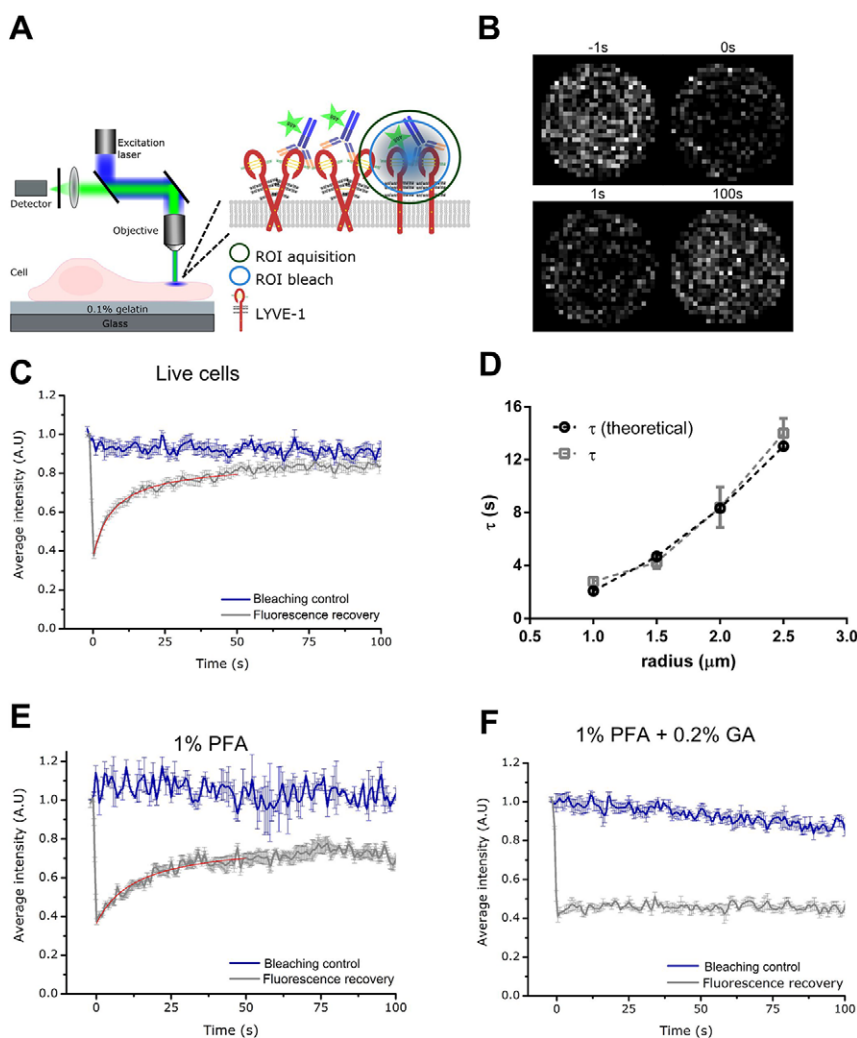 A
Excitation
laser
Detector
Objective
Cell
0.1% gelatin
Glass
ROI aquisition
ROI bleach
LYVE-1
B
-1s 0s
1s 100s
C
Live cells
Average intensity (A.U)
1.2
1.0
0.8
0.6
0.4
0.2
0.0
Bleaching control
Fluorescence recovery
0 25 50 75 100
Time (s)
D
τ (s)
16
12
8
4
0
τ (theoretical)
τ
0.5 1.0 1.5 2.0 2.5 3.0
radius (μm)
E
1% PFA
Average intensity (A.U)
1.2
1.0
0.8
0.6
0.4
0.2
0.0
Bleaching control
Fluorescence recovery
0 25 50 75 100
Time (s)
F
1% PFA + 0.2% GA
Average intensity (A.U)
1.2
1.0
0.8
0.6
0.4
0.2
0.0
Bleaching control
Fluorescence recovery
0 25 50 75 100
Time (s)